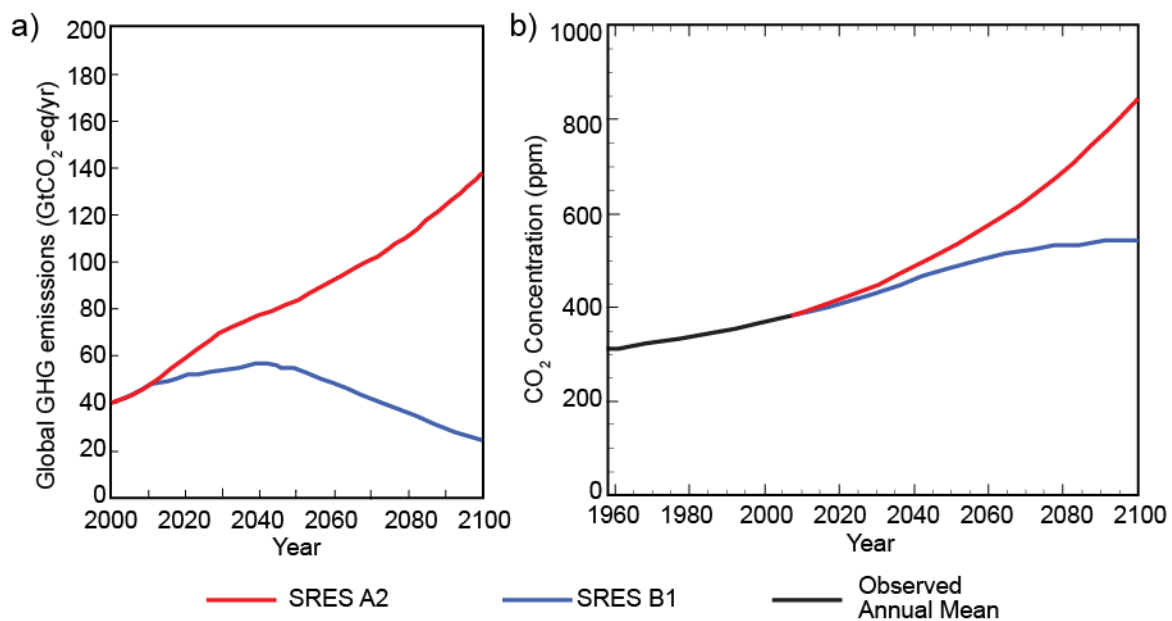 a)
200
180
160
140
120
100
80
60
40
20
0
Global GHG emisssions (GtCO2-eq/yr)
2000 2020 2040 2060 2080 2100
Year
b)
1000
800
600
400
200
0
CO2 Concentration (ppm)
1960 1980 2000 2020 2040 2060 2080 2100
Year
SRES A2
SRES B1
Observed
Annual Mean